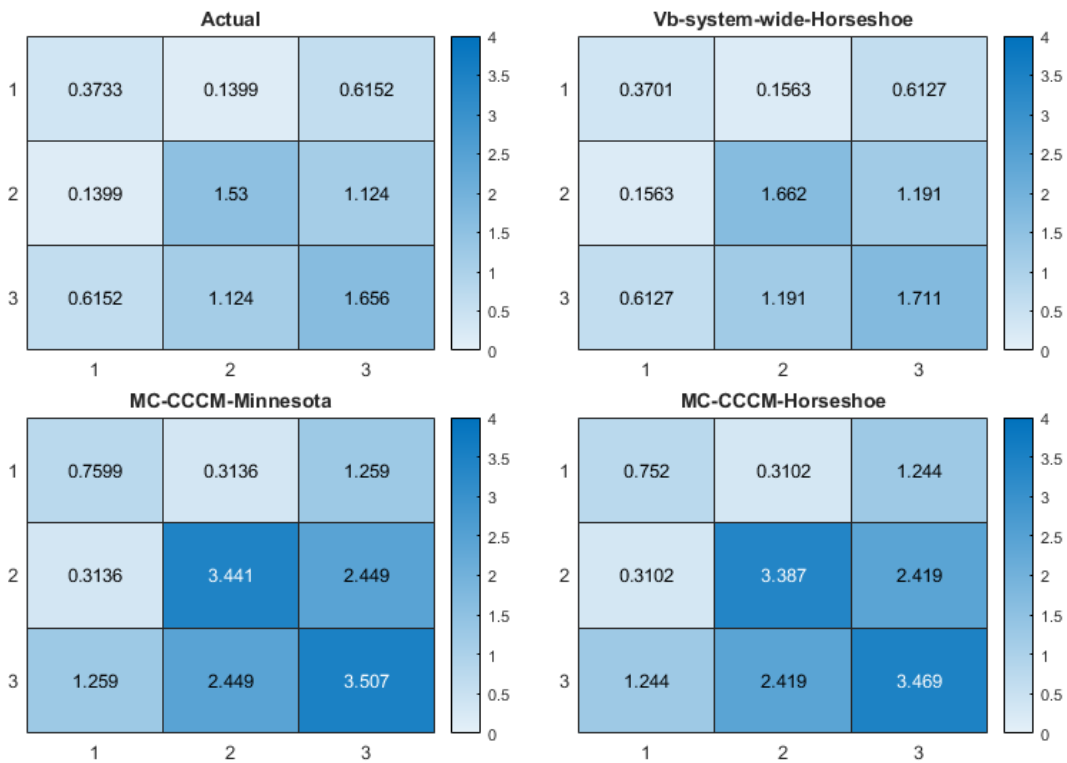 Actual
Vb-system-wide-Horseshoe
1 0.3733 0.1399 0.6152
2 0.1399 1.53 1.124
3 0.6152 1.124 1.656
1 2 3
4
3.5
3
2.5
2
1.5
1
0.5
0
1 0.3701 0.1563 0.6127
2 0.1563 1.662 1.191
3 0.6127 1.191 1.711
1 2 3
4
3.5
3
2.5
2
1.5
1
0.5
0
MC-CCCM-Minnesota
MC-CCCM-Horseshoe
1 0.7599 0.3136 1.259
2 0.3136 3.441 2.449
3 1.259 2.449 3.507
1 2 3
4
3.5
3
2.5
2
1.5
1
0.5
0
1 0.752 0.3102 1.244
2 0.3102 3.387 2.419
3 1.244 2.419 3.469
1 2 3
4
3.5
3
2.5
2
1.5
1
0.5
0